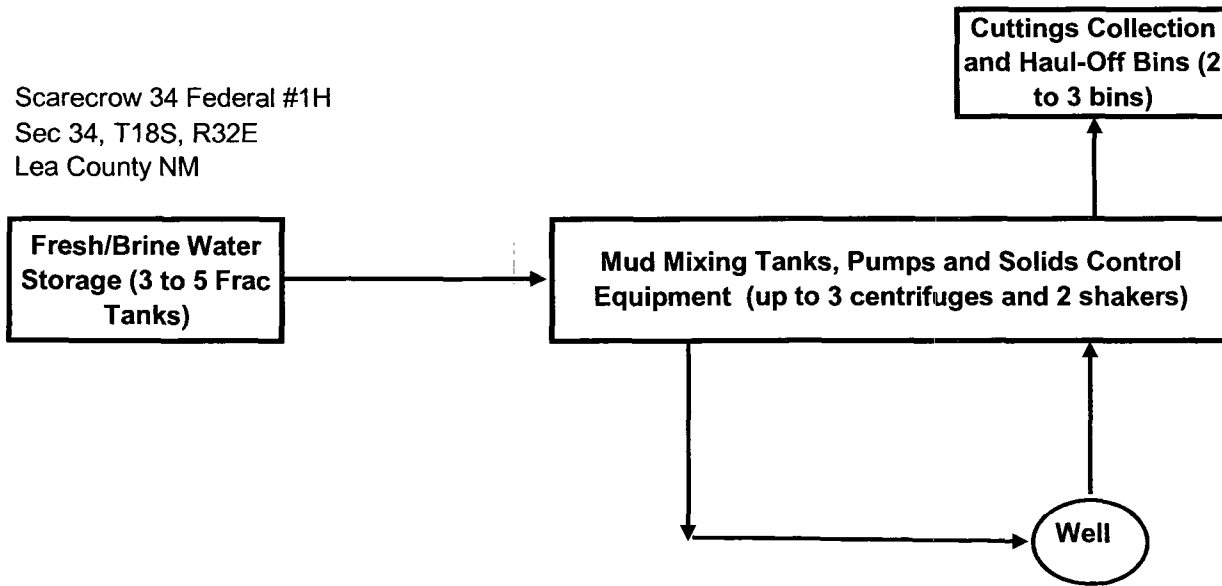 Scarecrow 34 Federal #1H
Sec 34, T18S, R32E
Lea County NM
Cuttings Collection
and Haul-Off Bins (2
to 3 bins)
Fresh/Brine Water
Storage (3 to 5 Frac
Tanks)
Mud Mixing Tanks, Pumps and Solids Control
Equipment (up to 3 centrifuges and 2 shakers)
Well